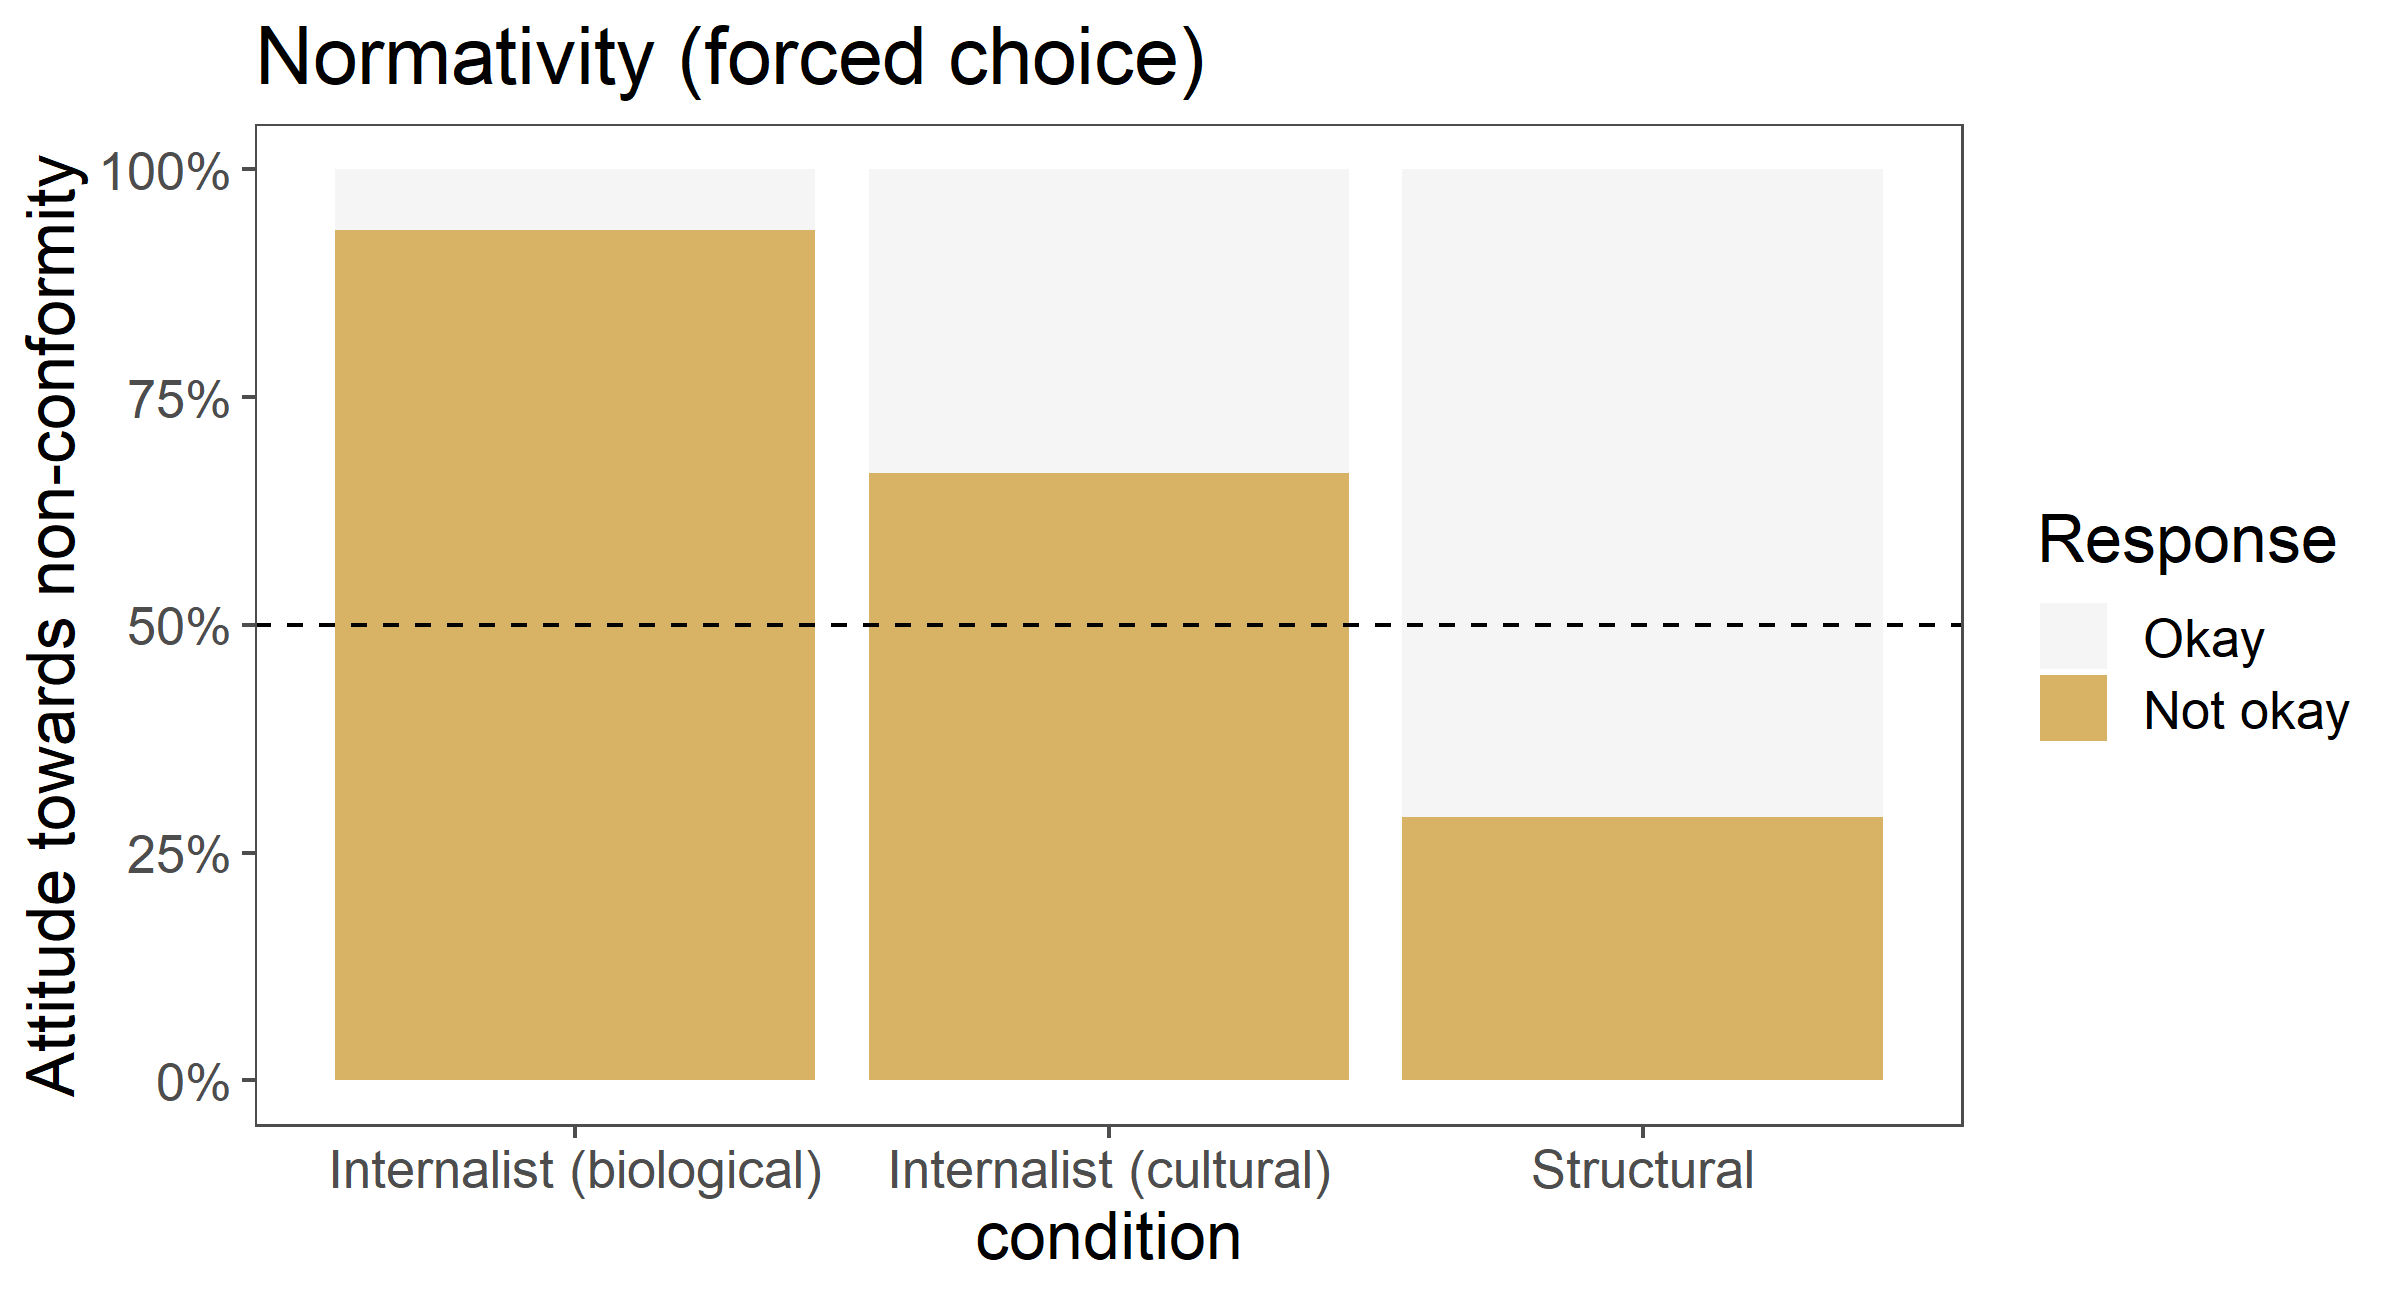 Normativity (forced choice)
Attitude towards non-conformity
100%
75%
50%
25%
0%
Internalist (biological)
Internalist (cultural)
Structural
condition
Response
Okay
Not okay